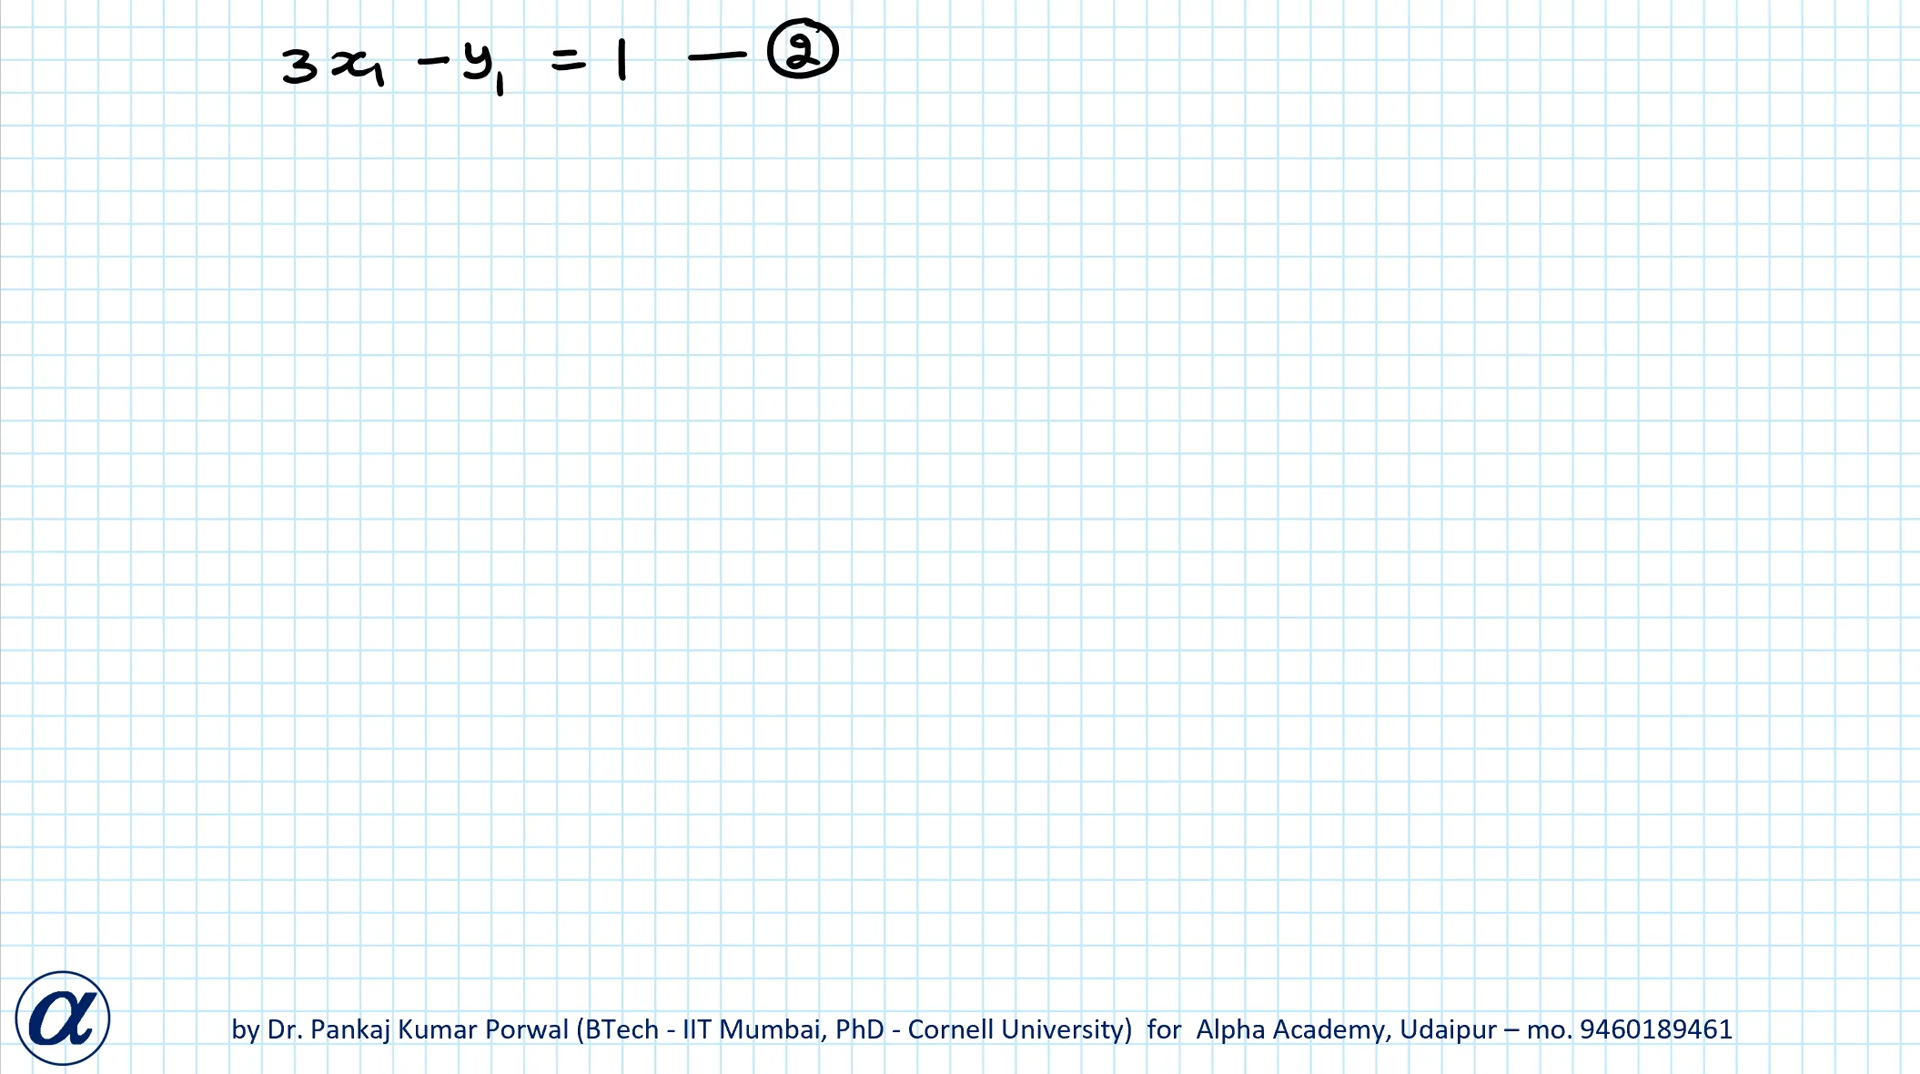 3x₁ - y₁ = 1 — ②
α
by Dr. Pankaj Kumar Porwal (BTech - IIT Mumbai, PhD - Cornell University) for Alpha Academy, Udaipur – mo. 9460189461